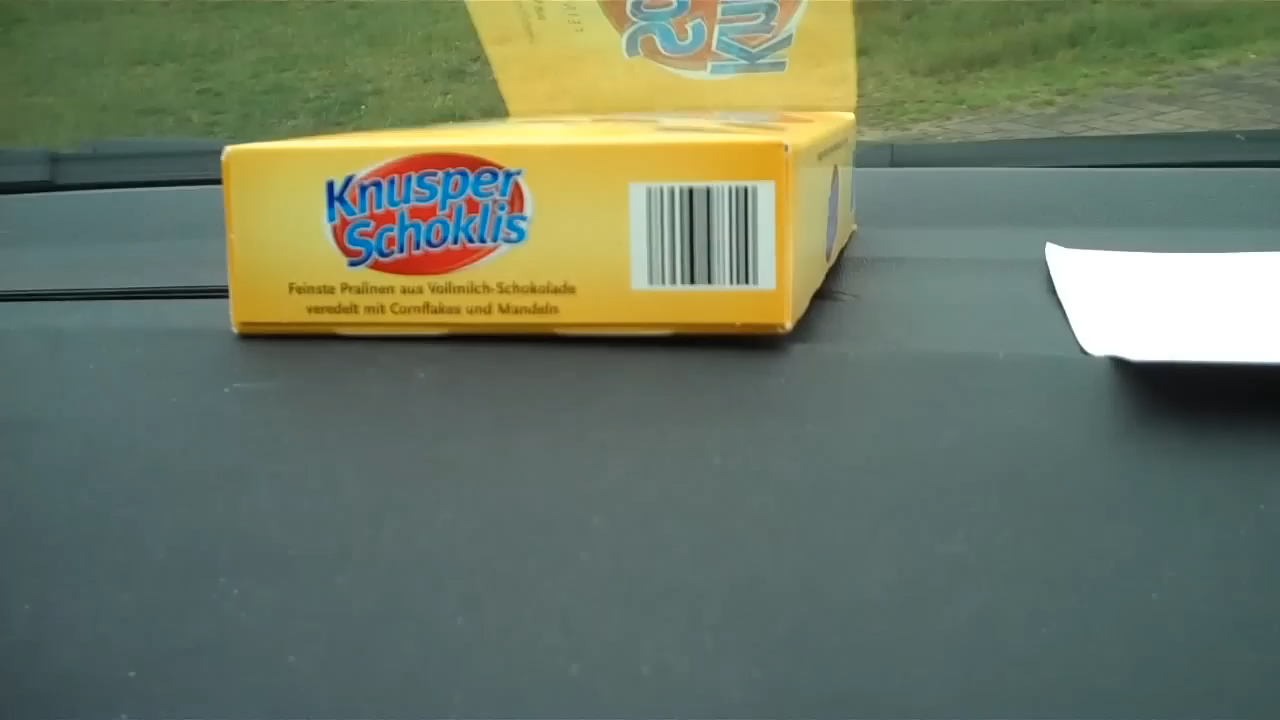 Knusper
Schoklis
Feinste Pralinen aus Vollmilch-Schokolade
veredelt mit Cornflakes und Mandeln